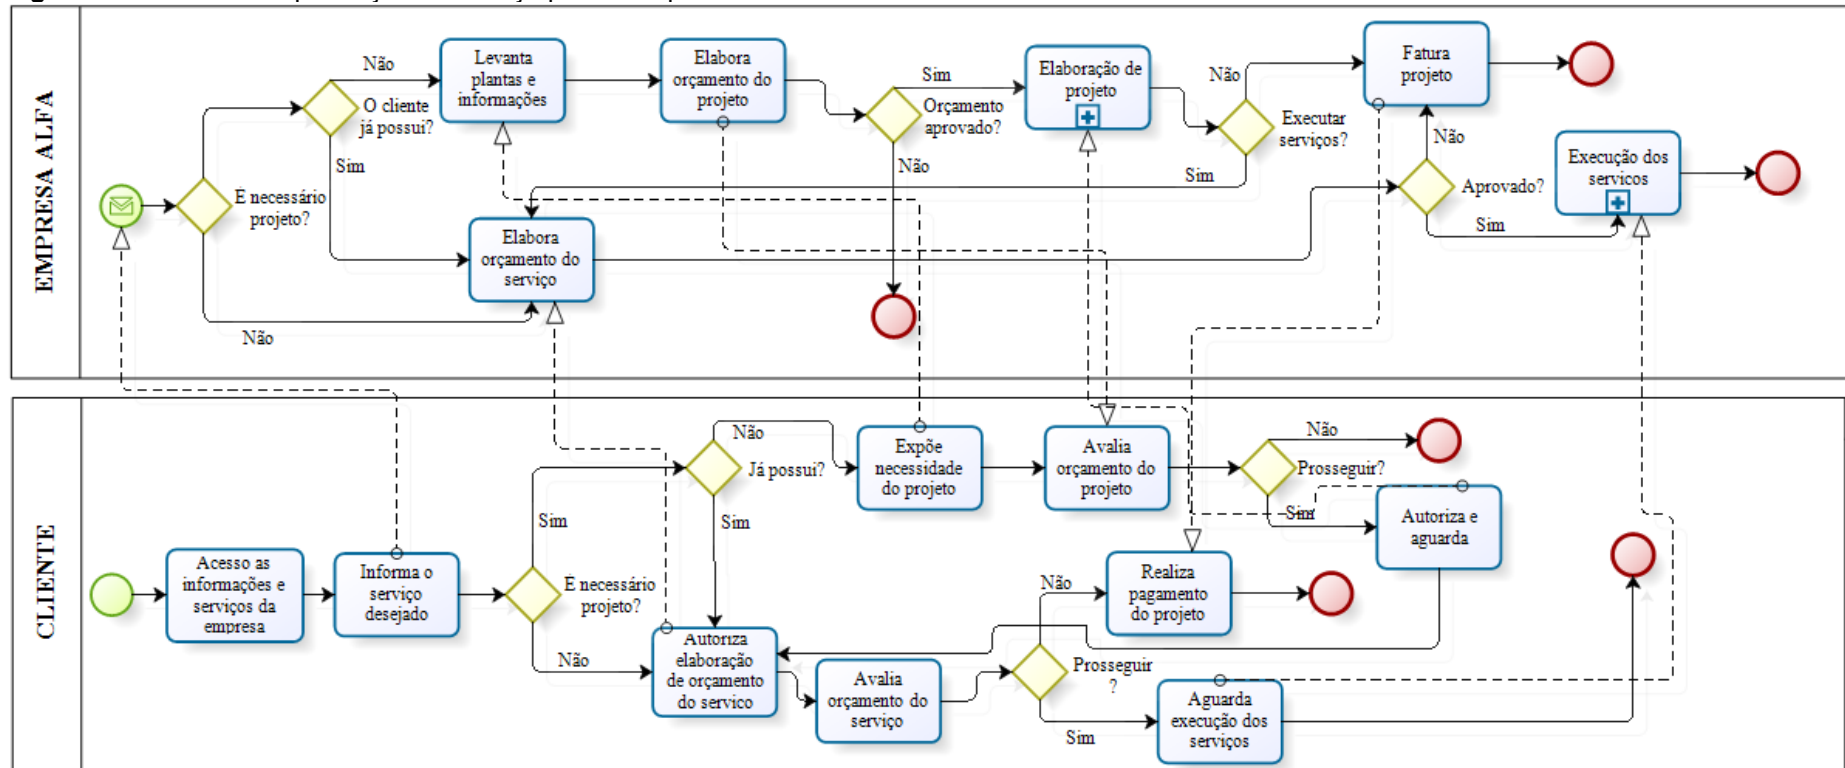 EMPRESA ALFA
É necessário
projeto?
Não
Não
O cliente
já possui?
Sim
Levanta
plantas e
informações
Elabora
orçamento do
projeto
Elabora
orçamento do
serviço
Sim
Orçamento
aprovado?
Não
Elaboração de
projeto
Não
Executar
serviços?
Sim
Fatura
projeto
Não
Aprovado?
Sim
Execução dos
servicos
CLIENTE
Acesso as
informações e
serviços da
empresa
Informa o
serviço
desejado
Sim
É necessário
projeto?
Não
Não
Já possui?
Sim
Autoriza
elaboração
de orçamento
do servico
Expõe
necessidade
do projeto
Avalia
orçamento do
projeto
Avalia
orçamento do
serviço
Não
Prosseguir?
Sim
Autoriza e
aguarda
Não
Prosseguir
?
Sim
Realiza
pagamento
do projeto
Aguarda
execução dos
serviços